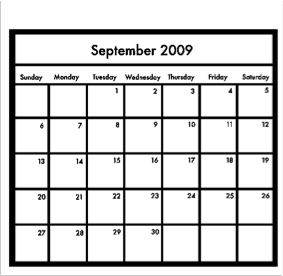 September 2009
Sunday Monday Tuesday Wednesday Thursday Friday Saturday
1 2 3 4 5
6 7 8 9 10 11 12
13 14 15 16 17 18 19
20 21 22 23 24 25 26
27 28 29 30